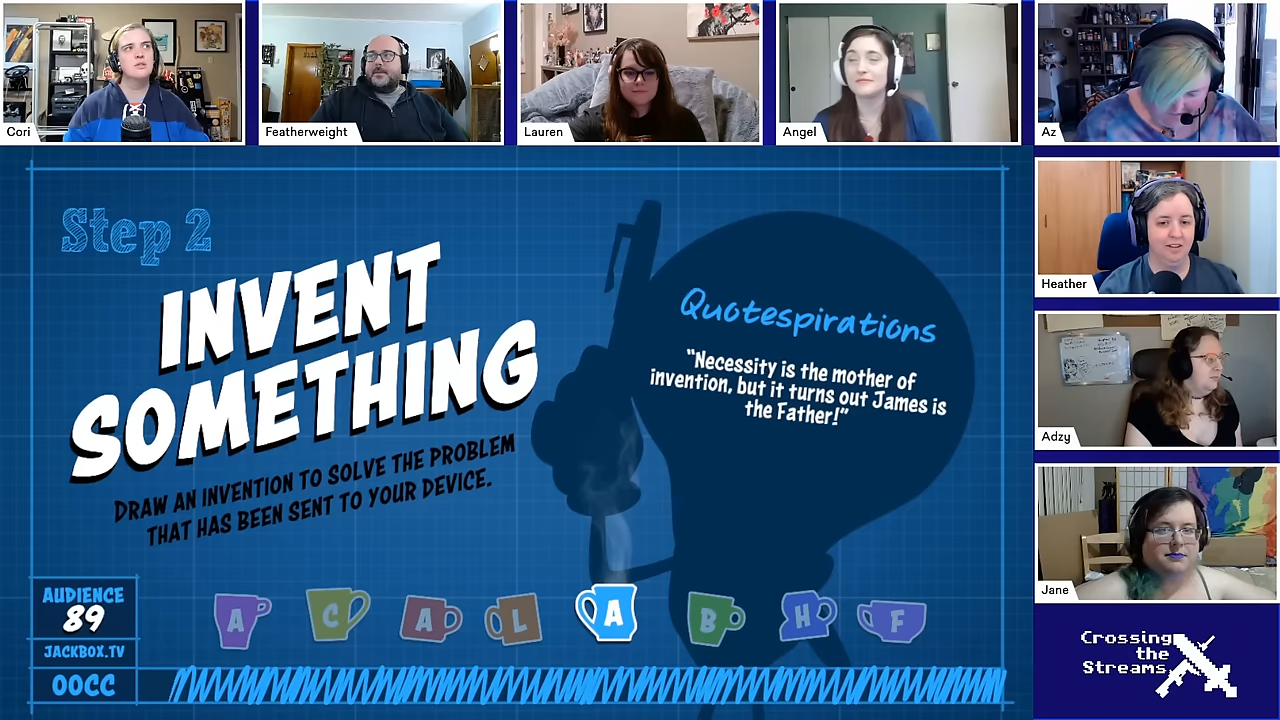 Cori
Featherweight
Lauren
Angel
Az
Heather
Adzy
Jane
Step 2
INVENT
SOMETHING
DRAW AN INVENTION TO SOLVE THE PROBLEM
THAT HAS BEEN SENT TO YOUR DEVICE.
Quotespirations
"Necessity is the mother of
invention, but it turns out James is
the Father!"
AUDIENCE
89
JACKBOX.TV
OOCC
A C A L A B H F
Crossing
the
Streams